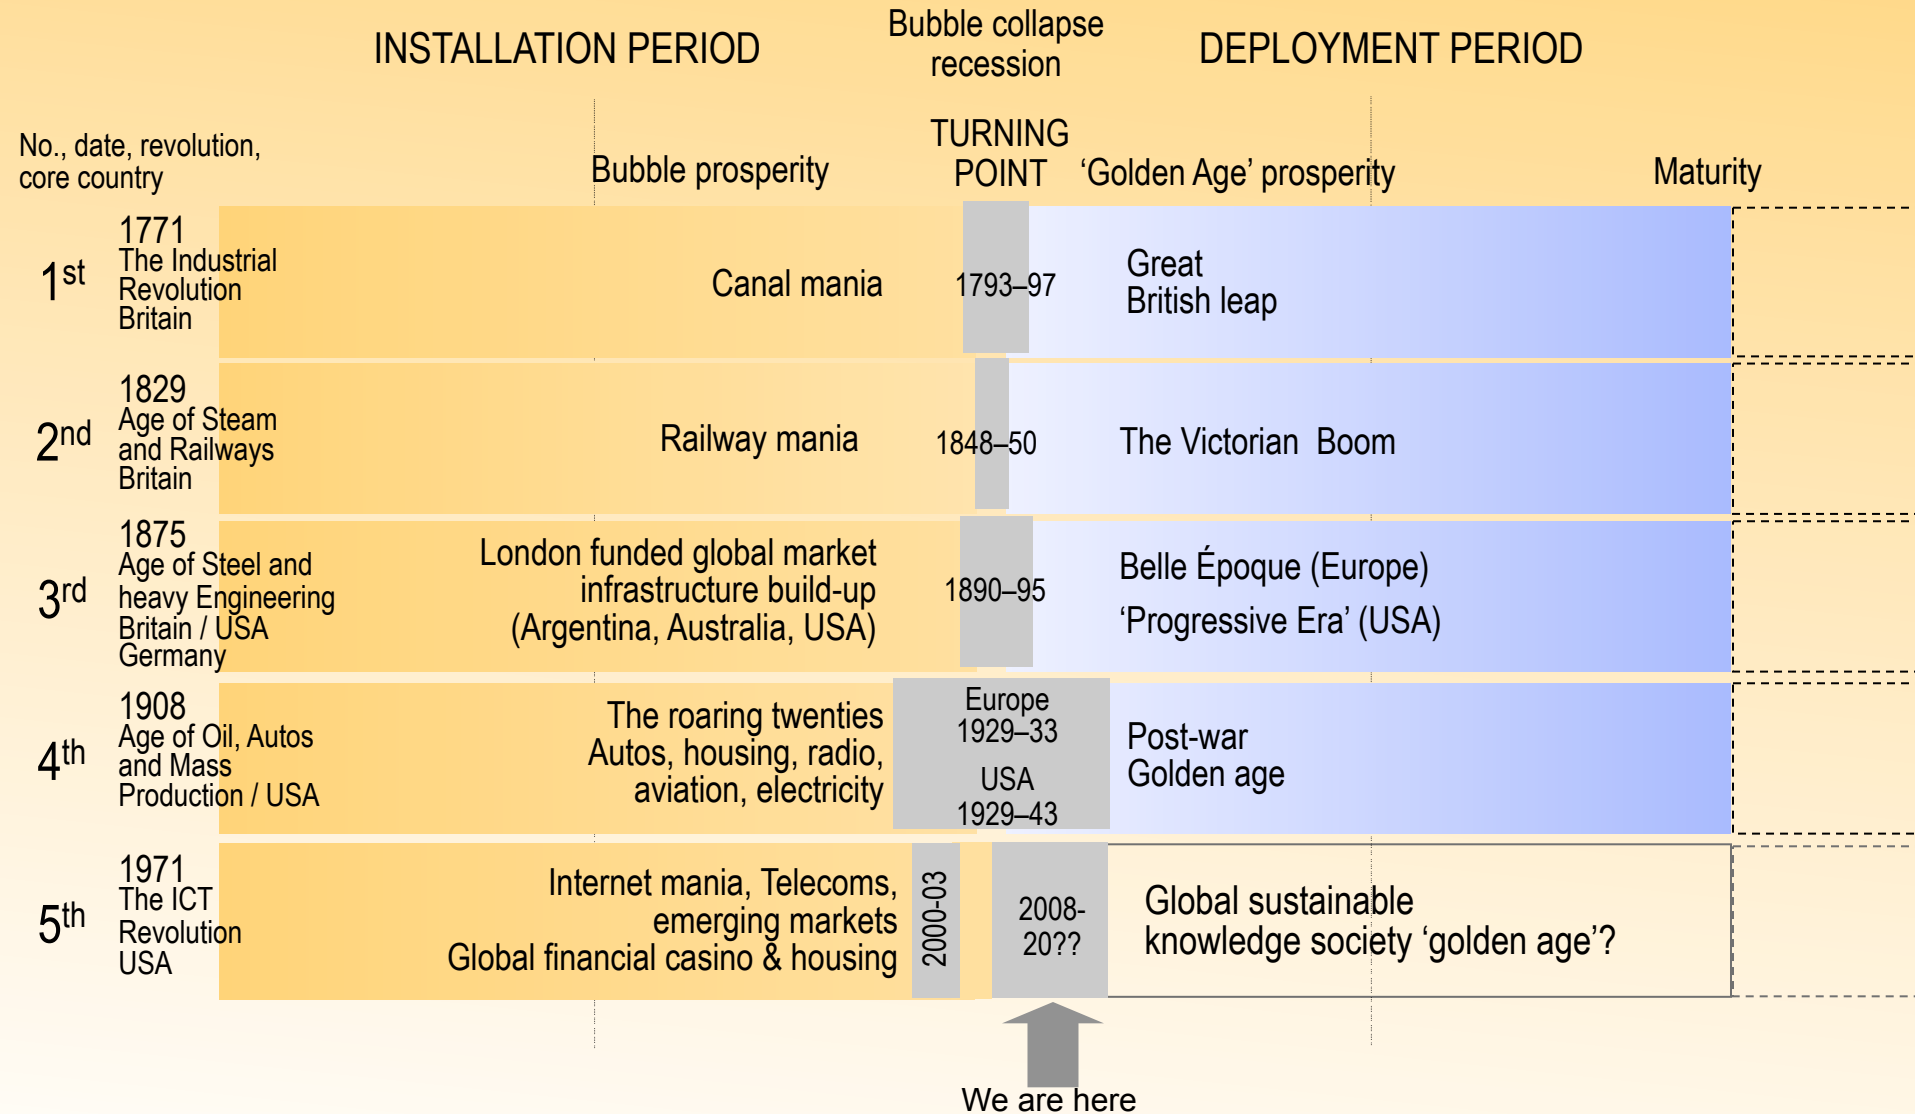 INSTALLATION PERIOD
Bubble collapse
recession
DEPLOYMENT PERIOD
No., date, revolution,
core country
Bubble prosperity
TURNING
POINT
‘Golden Age’ prosperity
Maturity
1st
1771
The Industrial
Revolution
Britain
Canal mania
1793–97
Great
British leap
2nd
1829
Age of Steam
and Railways
Britain
Railway mania
1848–50
The Victorian Boom
3rd
1875
Age of Steel and
heavy Engineering
Britain / USA
Germany
London funded global market
infrastructure build-up
(Argentina, Australia, USA)
1890–95
Belle Époque (Europe)
‘Progressive Era’ (USA)
4th
1908
Age of Oil, Autos
and Mass
Production / USA
The roaring twenties
Autos, housing, radio,
aviation, electricity
Europe
1929–33
USA
1929–43
Post-war
Golden age
5th
1971
The ICT
Revolution
USA
Internet mania, Telecoms,
emerging markets
Global financial casino & housing
2000-03
2008-
20??
Global sustainable
knowledge society ‘golden age’?
We are here